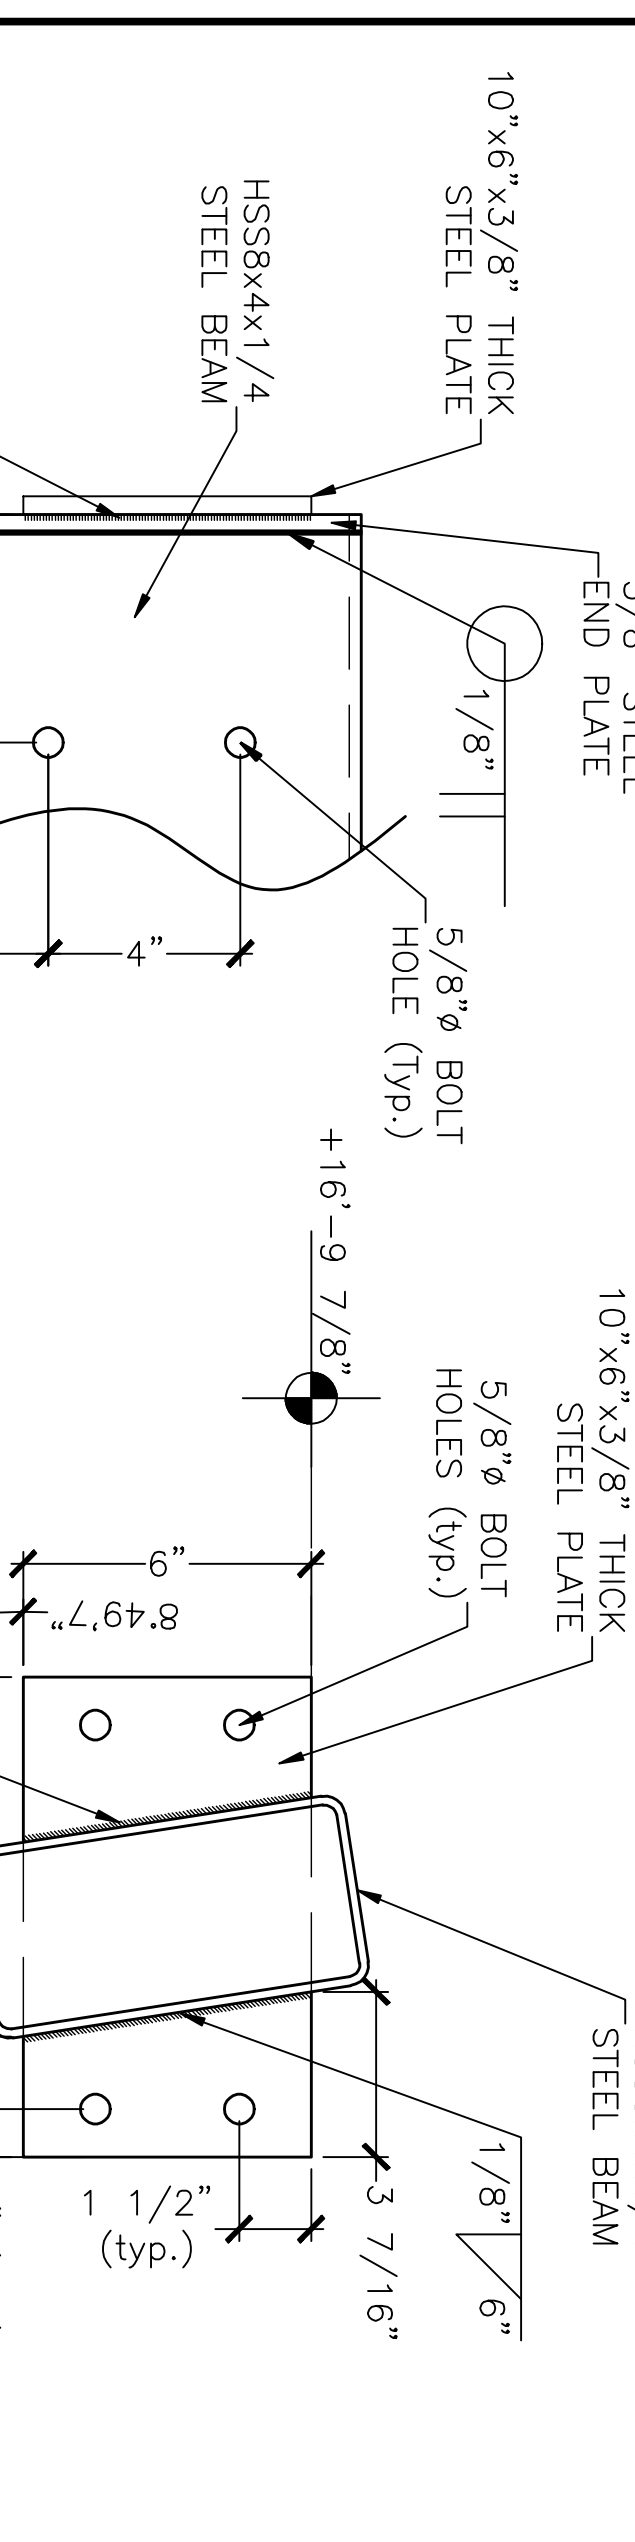 10"x6"x3/8" THICK
STEEL PLATE
HSS8x4x1/4
STEEL BEAM
END PLATE
1/8"
5/8"ø BOLT
HOLE (Typ.)
4"
+16'-9 7/8"
10"x6"x3/8" THICK
STEEL PLATE
5/8"ø BOLT
HOLES (typ.)
6"
STEEL BEAM
1/8"
6"
3 7/16"
1 1/2"
(typ.)